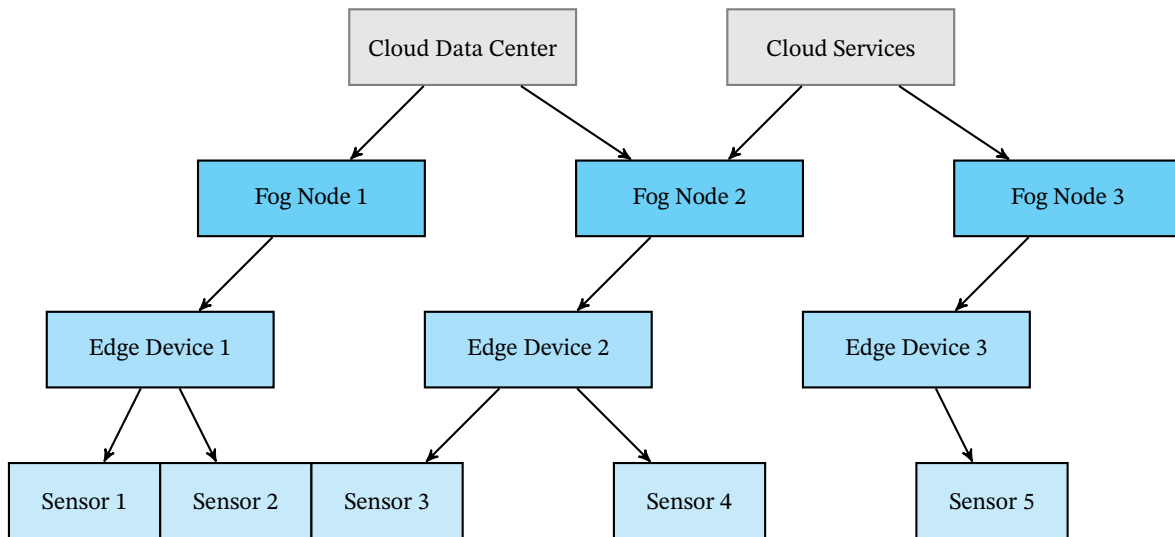 Cloud Data Center
Cloud Services
Fog Node 1
Fog Node 2
Fog Node 3
Edge Device 1
Edge Device 2
Edge Device 3
Sensor 1
Sensor 2
Sensor 3
Sensor 4
Sensor 5